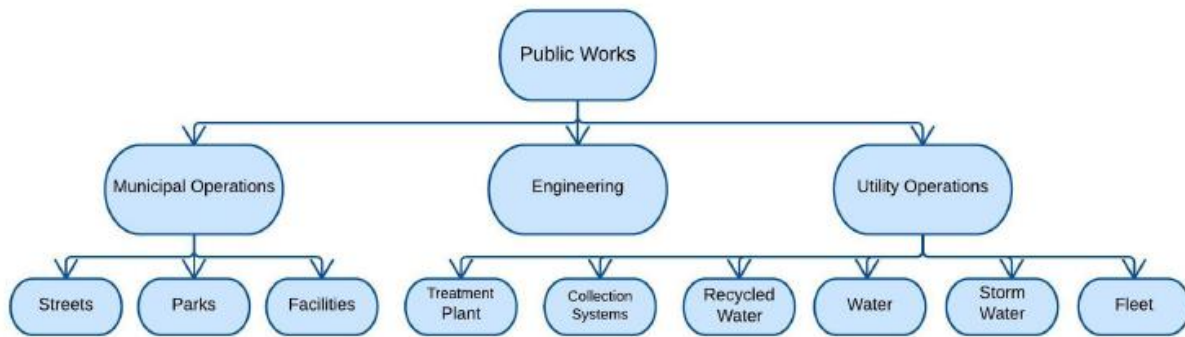 Public Works
Municipal Operations
Engineering
Utility Operations
Streets
Parks
Facilities
Treatment
Plant
Collection
Systems
Recycled
Water
Water
Storm
Water
Fleet